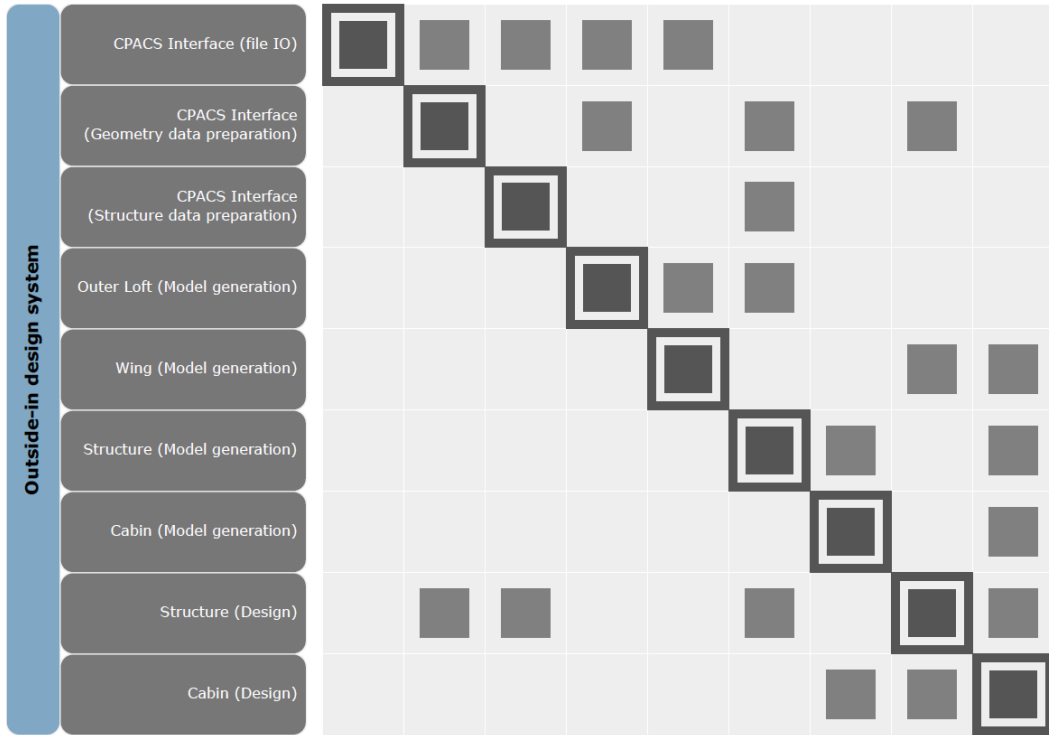 Outside-in design system
CPACS Interface (file IO)
CPACS Interface
(Geometry data preparation)
CPACS Interface
(Structure data preparation)
Outer Loft (Model generation)
Wing (Model generation)
Structure (Model generation)
Cabin (Model generation)
Structure (Design)
Cabin (Design)